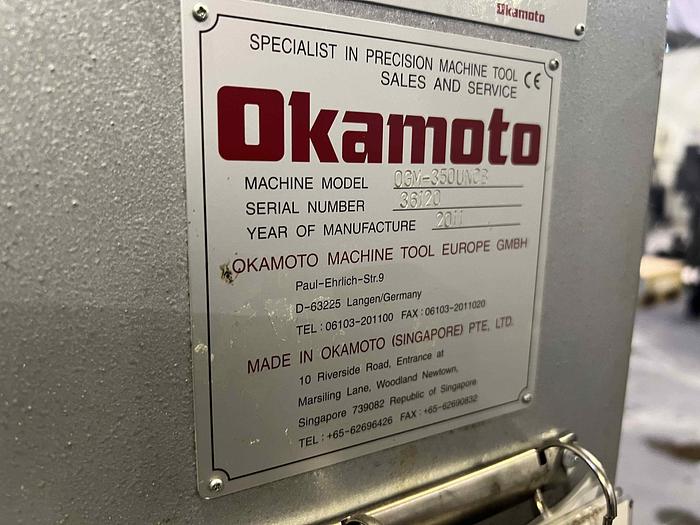 Okamoto
SPECIALIST IN PRECISION MACHINE TOOL
SALES AND SERVICE CE
Okamoto
MACHINE MODEL OGM-350UNCB
SERIAL NUMBER 36120
YEAR OF MANUFACTURE 2011
OKAMOTO MACHINE TOOL EUROPE GMBH
Paul-Ehrlich-Str.9
D-63225 Langen/Germany
TEL : 06103-201100 FAX : 06103-2011020
MADE IN OKAMOTO (SINGAPORE) PTE, LTD.
10 Riverside Road, Entrance at
Marsiling Lane, Woodland Newtown,
Singapore 739082 Republic of Singapore
TEL : +65-62696426 FAX : +65-62690832